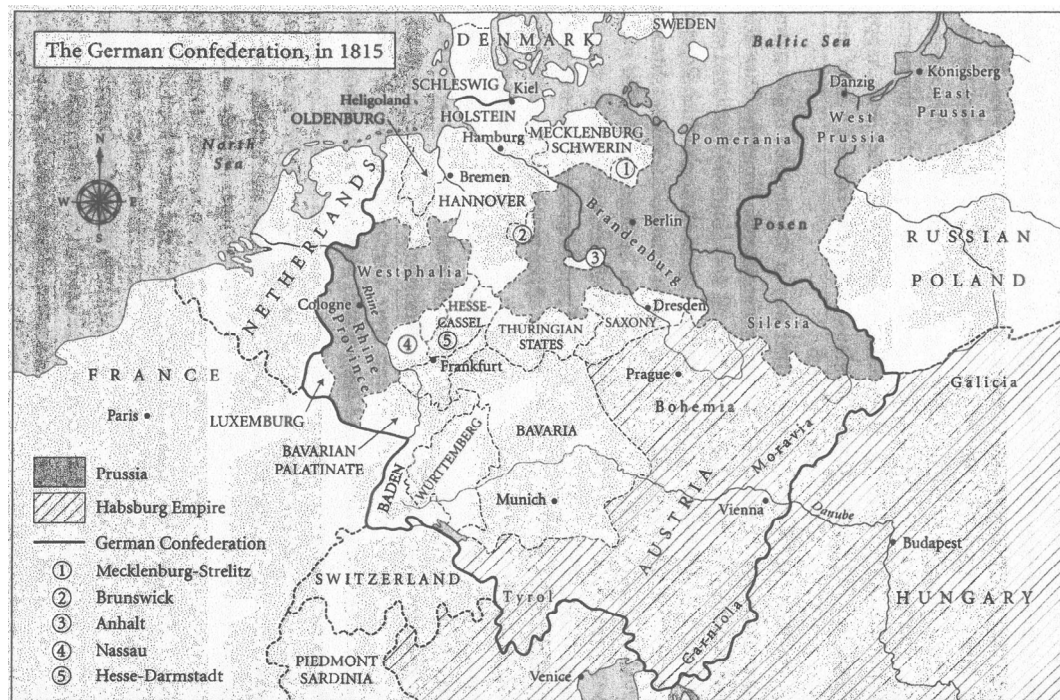 The German Confederation, in 1815
SWEDEN
DENMARK
Baltic Sea
SCHLESWIG
Kiel
Danzig
Königsberg
East
Prussia
West
Prussia
Heligoland
OLDENBURG
HOLSTEIN
Hamburg
MECKLENBURG
SCHWERIN
Pomerania
North
Sea
N
W
E
S
①
Bremen
HANNOVER
NETHERLANDS
②
Brandenburg
Berlin
Posen
RUSSIAN
POLAND
③
Westphalia
Cologne
Rhine
Rhine
Province
HESSE-
CASSEL
④
⑤
Frankfurt
THURINGIAN
STATES
SAXONY
Dresden
Silesia
FRANCE
Paris
LUXEMBURG
BAVARIAN
PALATINATE
Prague
Bohemia
Galicia
Moravia
BAVARIA
WÜRTTEMBERG
BADEN
Munich
AUSTRIA
Vienna
Danube
Budapest
HUNGARY
SWITZERLAND
Tyrol
Carniola
PIEDMONT
SARDINIA
Venice
Prussia
Habsburg Empire
German Confederation
① Mecklenburg-Strelitz
② Brunswick
③ Anhalt
④ Nassau
⑤ Hesse-Darmstadt